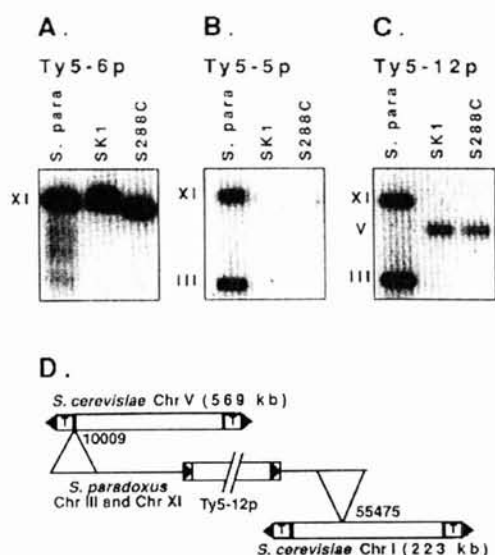 A. B. C.
Ty5-6p Ty5-5p Ty5-12p
S. para SK1 S288C S. para SK1 S288C S. para SK1 S288C
XI XI XI
V
III III
D.
S. cerevisiae Chr V (569 kb)
T T
10009
S. paradoxus
Chr III and Chr XI
Ty5-12p
55475
T T
S. cerevisiae Chr I (223 kb)